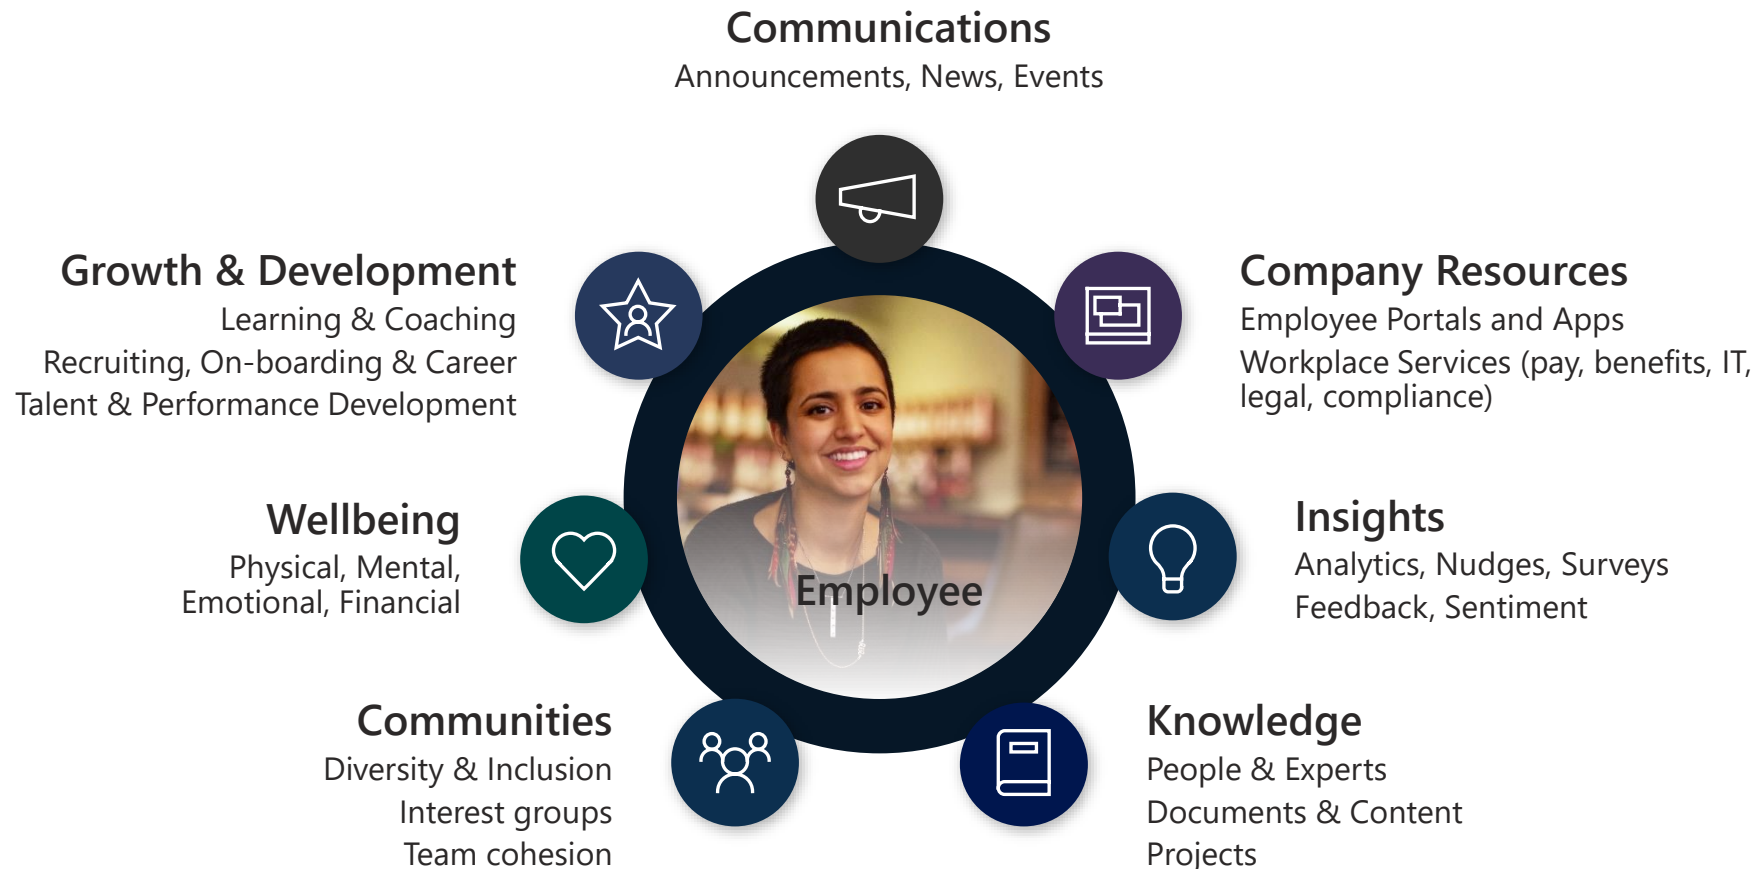 Communications
Announcements, News, Events
Growth & Development
Learning & Coaching
Recruiting, On-boarding & Career
Talent & Performance Development
Company Resources
Employee Portals and Apps
Workplace Services (pay, benefits, IT,
legal, compliance)
Wellbeing
Physical, Mental,
Emotional, Financial
Employee
Insights
Analytics, Nudges, Surveys
Feedback, Sentiment
Communities
Diversity & Inclusion
Interest groups
Team cohesion
Knowledge
People & Experts
Documents & Content
Projects